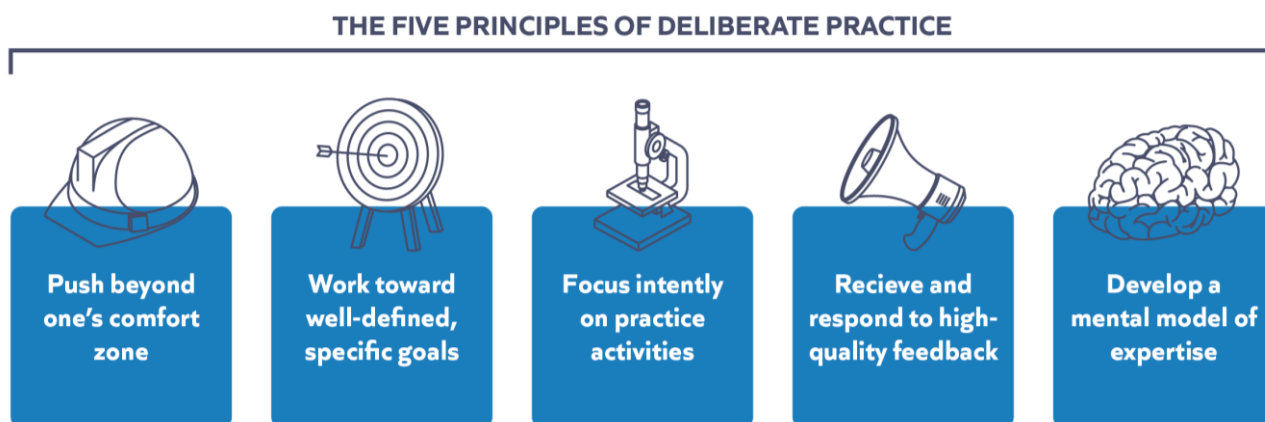 THE FIVE PRINCIPLES OF DELIBERATE PRACTICE
Push beyond
one’s comfort
zone
Work toward
well-defined,
specific goals
Focus intently
on practice
activities
Recieve and
respond to high-
quality feedback
Develop a
mental model of
expertise